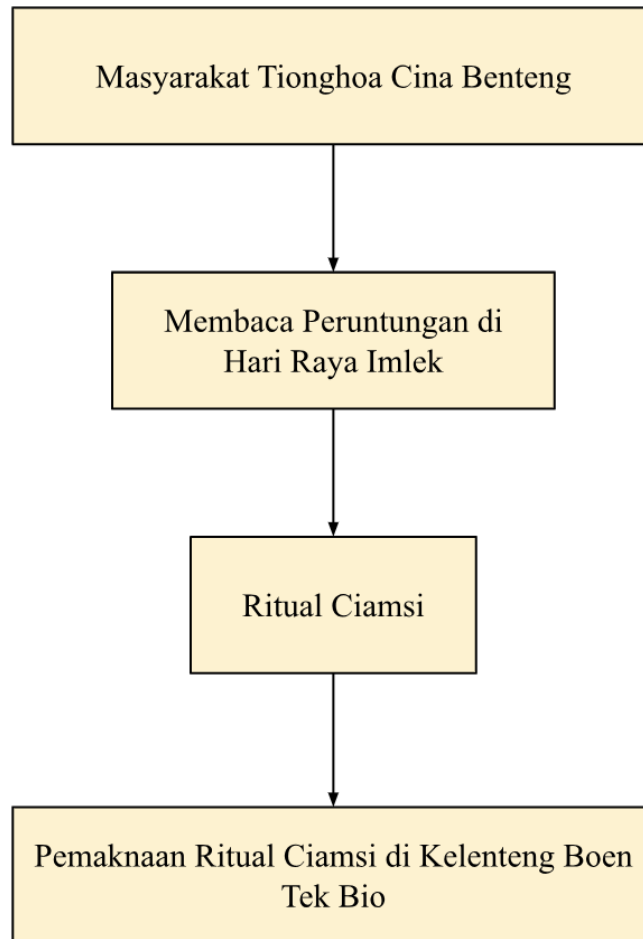 Masyarakat Tionghoa Cina Benteng
Membaca Peruntungan di
Hari Raya Imlek
Ritual Ciamsi
Pemaknaan Ritual Ciamsi di Kelenteng Boen
Tek Bio